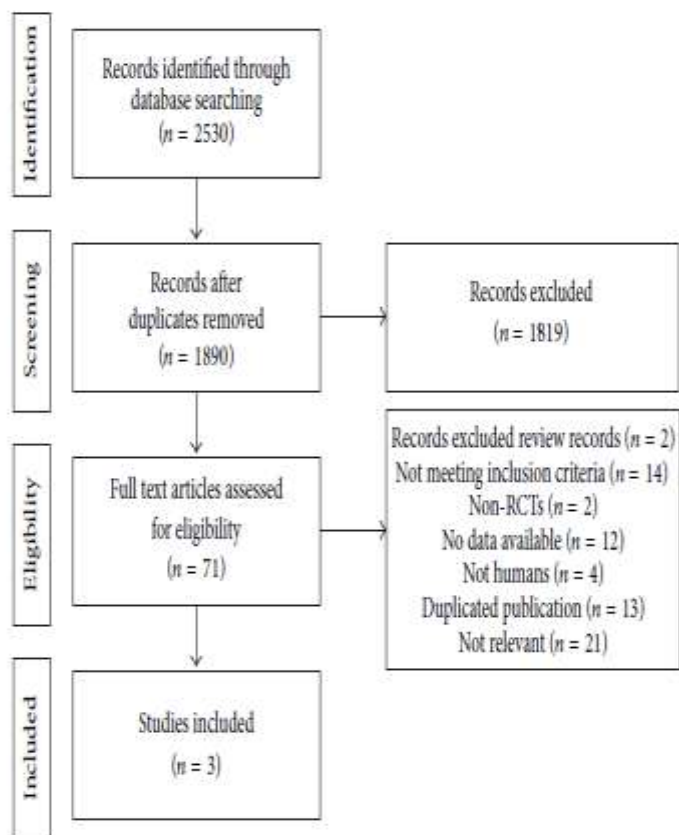 Identification
Records identified through
database searching
(n = 2530)
Screening
Records after
duplicates removed
(n = 1890)
Records excluded
(n = 1819)
Eligibility
Full text articles assessed
for eligibility
(n = 71)
Records excluded review records (n = 2)
Not meeting inclusion criteria (n = 14)
Non-RCTs (n = 2)
No data available (n = 12)
Not humans (n = 4)
Duplicated publication (n = 13)
Not relevant (n = 21)
Included
Studies included
(n = 3)